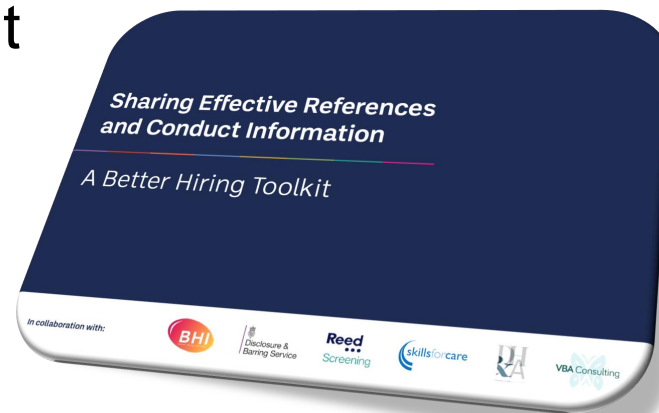 t
Sharing Effective References
and Conduct Information
A Better Hiring Toolkit
In collaboration with:
BHI
Disclosure &
Barring Service
Reed
Screening
skillsforcare
VBA Consulting